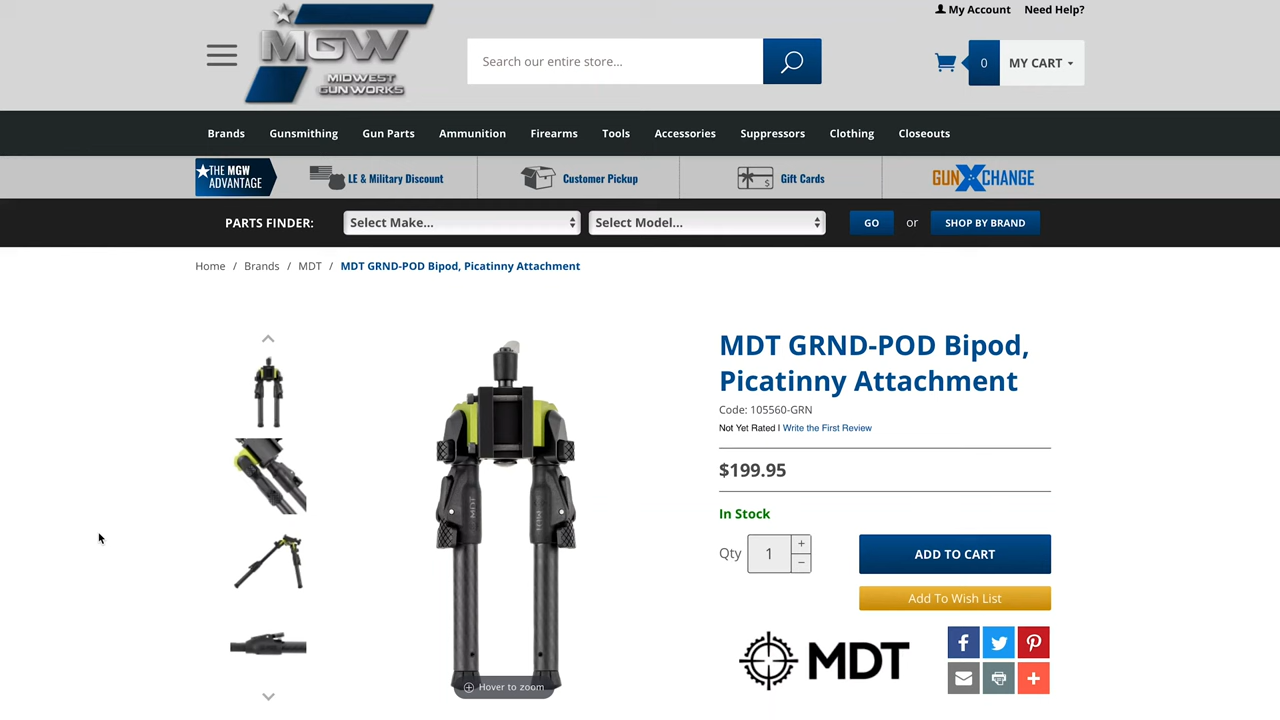 My Account Need Help?
MGW
MIDWEST
GUNWORKS
Search our entire store...
0 MY CART
Brands Gunsmithing Gun Parts Ammunition Firearms Tools Accessories Suppressors Clothing Closeouts
THE MGW
ADVANTAGE
LE & Military Discount
Customer Pickup
Gift Cards
GUNXCHANGE
PARTS FINDER: Select Make... Select Model... GO or SHOP BY BRAND
Home / Brands / MDT / MDT GRND-POD Bipod, Picatinny Attachment
MDT GRND-POD Bipod,
Picatinny Attachment
Code: 105560-GRN
Not Yet Rated | Write the First Review
$199.95
In Stock
Qty 1 + − ADD TO CART
Add To Wish List
MDT
MDT
MDT
Hover to zoom